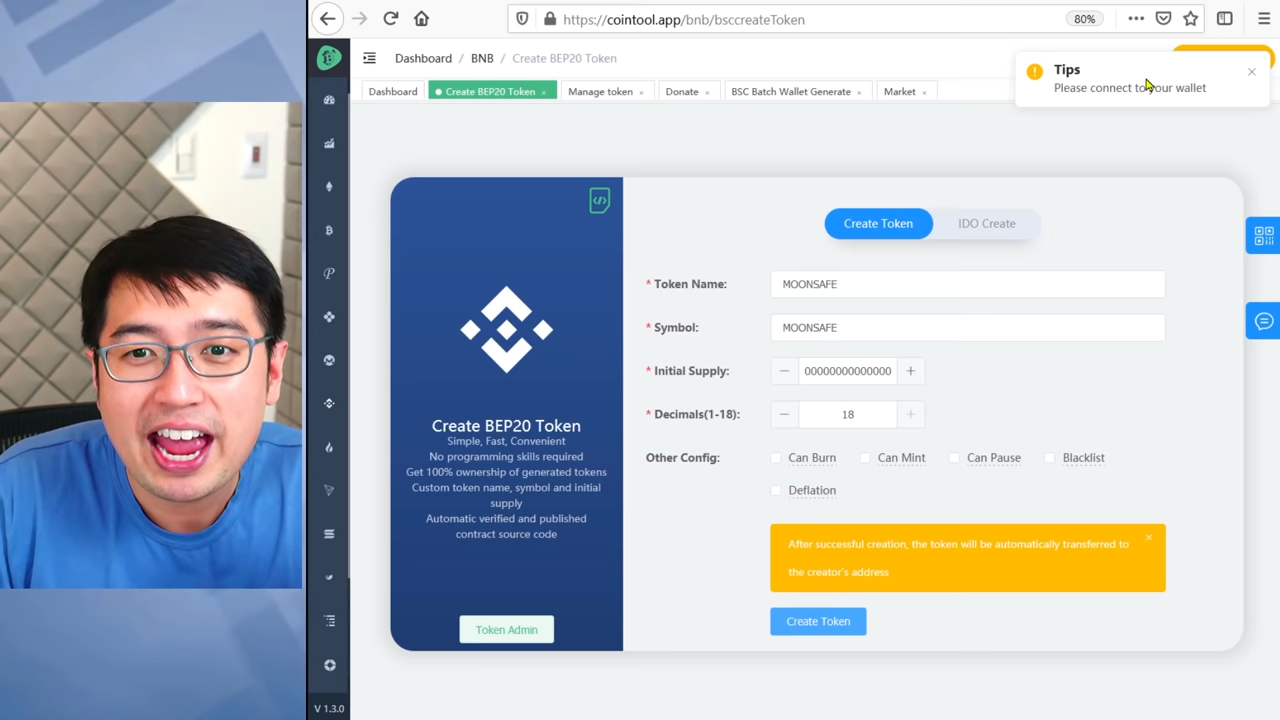 https://cointool.app/bnb/bsccreateToken
80%
Dashboard / BNB / Create BEP20 Token
Tips
Please connect to your wallet
Dashboard
Create BEP20 Token
Manage token
Donate
BSC Batch Wallet Generate
Market
Create BEP20 Token
Simple, Fast, Convenient
No programming skills required
Get 100% ownership of generated tokens
Custom token name, symbol and initial
supply
Automatic verified and published
contract source code
Token Admin
Create Token
IDO Create
* Token Name: MOONSAFE
* Symbol: MOONSAFE
* Initial Supply: 00000000000000
* Decimals(1-18): 18
Other Config: Can Burn Can Mint Can Pause Blacklist
Deflation
After successful creation, the token will be automatically transferred to
the creator's address
Create Token
V 1.3.0